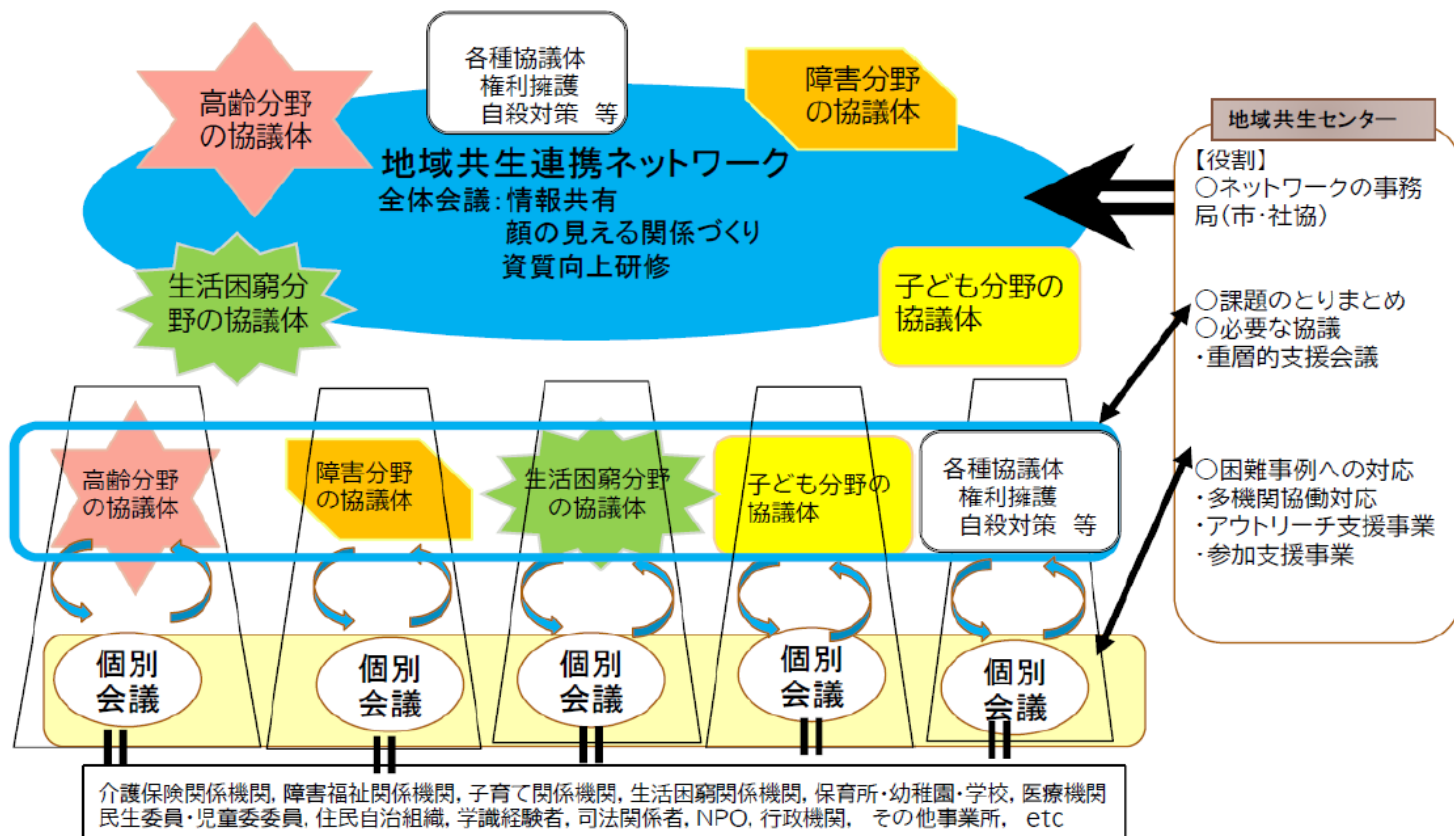 高齢分野
の協議体
各種協議体
権利擁護
自殺対策 等
障害分野
の協議体
地域共生連携ネットワーク
全体会議:情報共有
顔の見える関係づくり
資質向上研修
生活困窮分
野の協議体
子ども分野の
協議体
地域共生センター
【役割】
○ネットワークの事務
局(市・社協)
○課題のとりまとめ
○必要な協議
・重層的支援会議
○困難事例への対応
・多機関協働対応
・アウトリーチ支援事業
・参加支援事業
高齢分野
の協議体
障害分野
の協議体
生活困窮分野
の協議体
子ども分野の
協議体
各種協議体
権利擁護
自殺対策 等
個別
会議
個別
会議
個別
会議
個別
会議
個別
会議
介護保険関係機関, 障害福祉関係機関, 子育て関係機関, 生活困窮関係機関, 保育所・幼稚園・学校, 医療機関
民生委員・児童委委員, 住民自治組織, 学識経験者, 司法関係者, NPO, 行政機関, その他事業所, etc